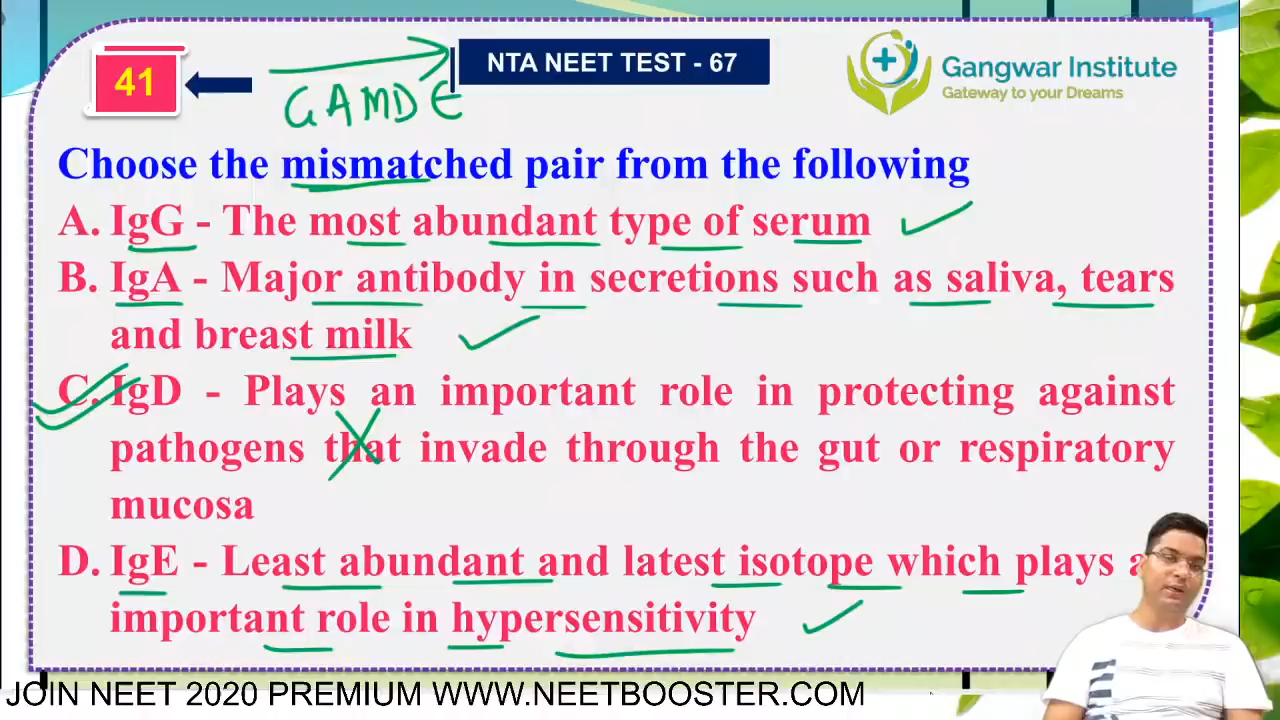 41
GAMDE
NTA NEET TEST - 67
Gangwar Institute
Gateway to your Dreams
Choose the mismatched pair from the following
A. IgG - The most abundant type of serum
B. IgA - Major antibody in secretions such as saliva, tears
and breast milk
C. IgD - Plays an important role in protecting against
pathogens that invade through the gut or respiratory
mucosa
D. IgE - Least abundant and latest isotope which plays
important role in hypersensitivity
JOIN NEET 2020 PREMIUM WWW.NEETBOOSTER.COM